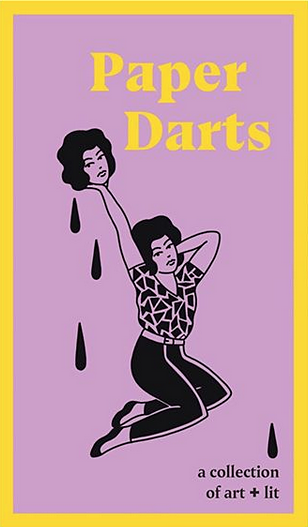 Paper
Darts
a collection
of art + lit